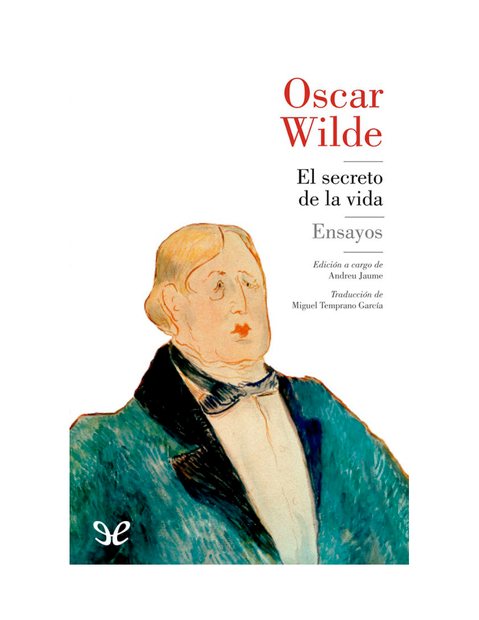 Oscar
Wilde
El secreto
de la vida
Ensayos
Edición a cargo de
Andreu Jaume
Traducción de
Miguel Temprano García